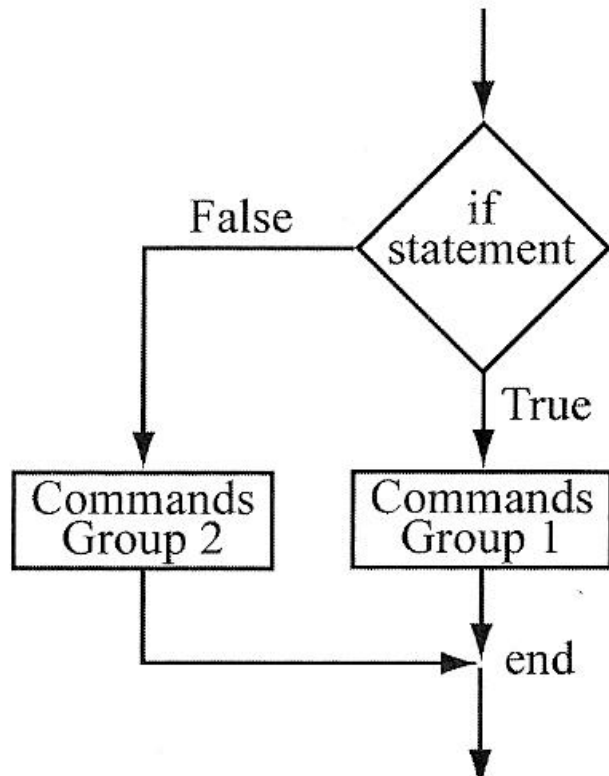 if
statement
False
True
Commands
Group 2
Commands
Group 1
end